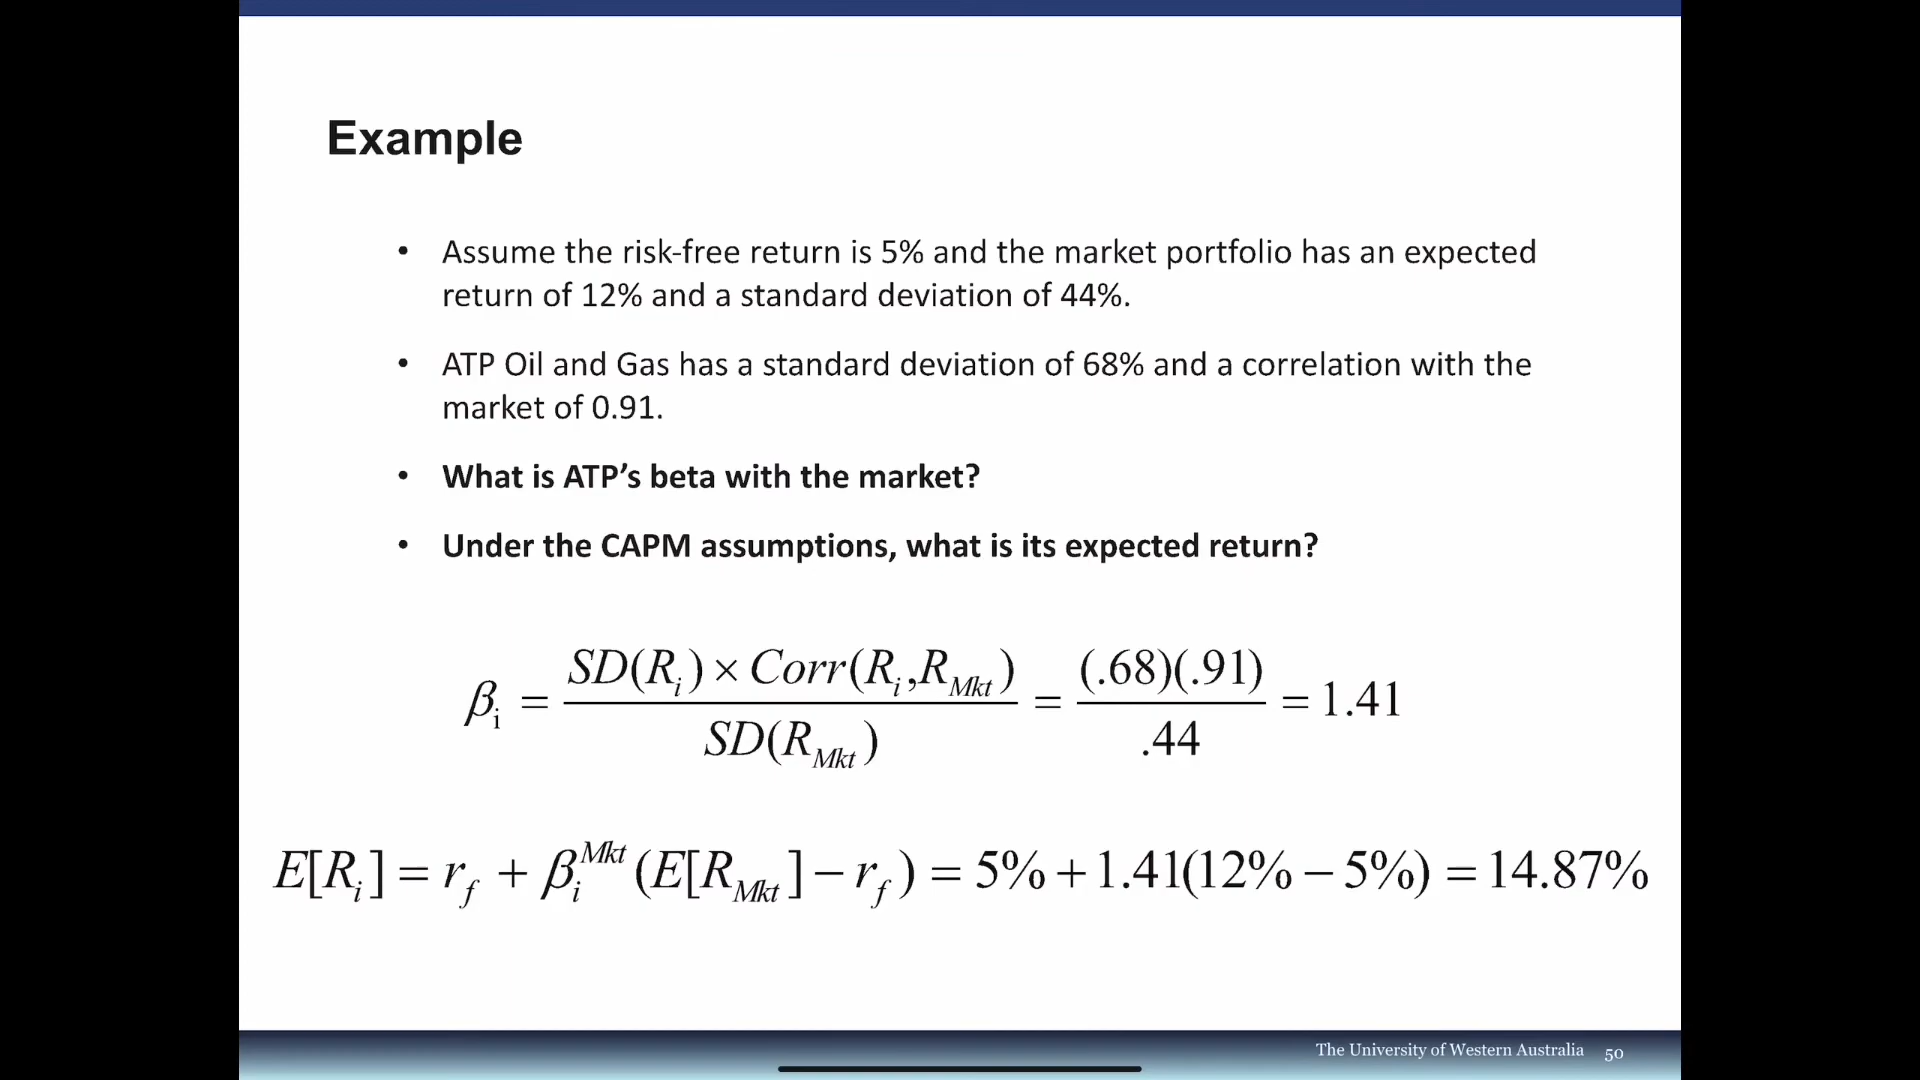 Example
• Assume the risk-free return is 5% and the market portfolio has an expected
return of 12% and a standard deviation of 44%.
• ATP Oil and Gas has a standard deviation of 68% and a correlation with the
market of 0.91.
• What is ATP’s beta with the market?
• Under the CAPM assumptions, what is its expected return?
β_i = (SD(R_i) × Corr(R_i,R_Mkt)) / SD(R_Mkt) = (.68)(.91) / .44 = 1.41
E[R_i] = r_f + β_i^Mkt (E[R_Mkt] − r_f) = 5% + 1.41(12% − 5%) = 14.87%
The University of Western Australia 50